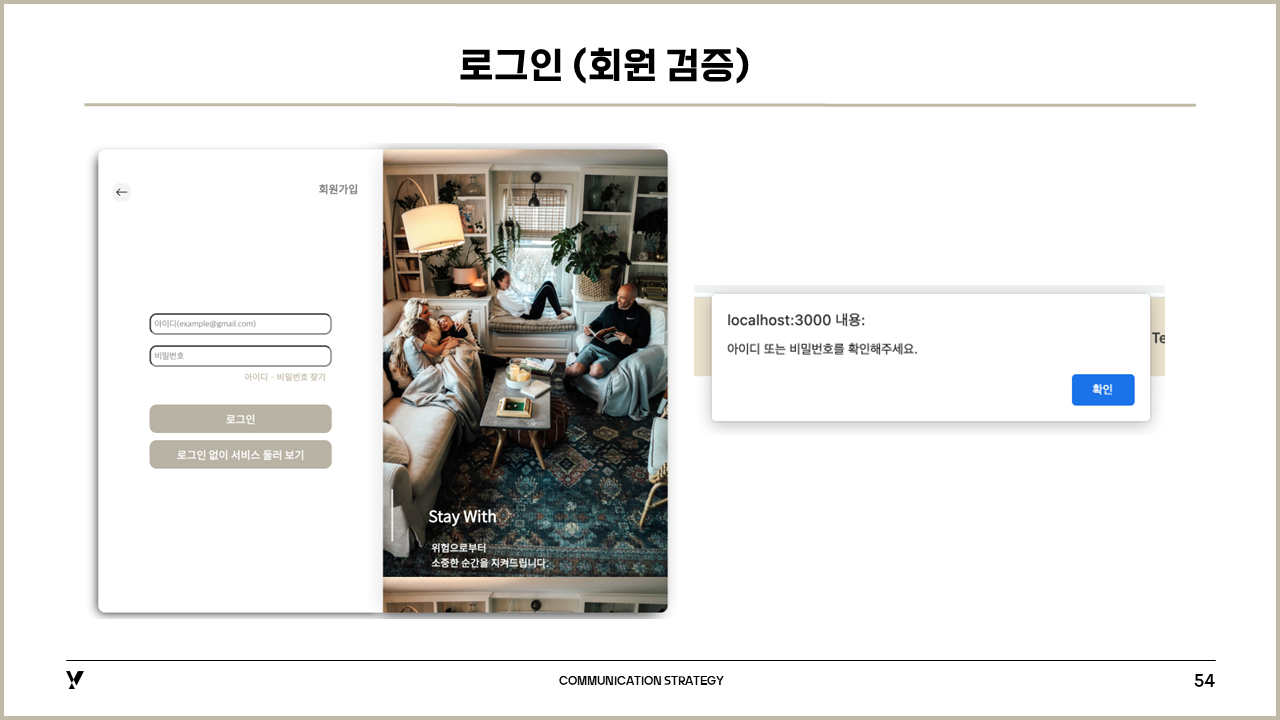 로그인 (회원 검증)
회원가입
아이디(example@gmail.com)
비밀번호
아이디 · 비밀번호 찾기
로그인
로그인 없이 서비스 둘러 보기
Stay With
위험으로부터
소중한 순간을 지켜드립니다.
localhost:3000 내용:
아이디 또는 비밀번호를 확인해주세요.
Te
확인
COMMUNICATION STRATEGY
54